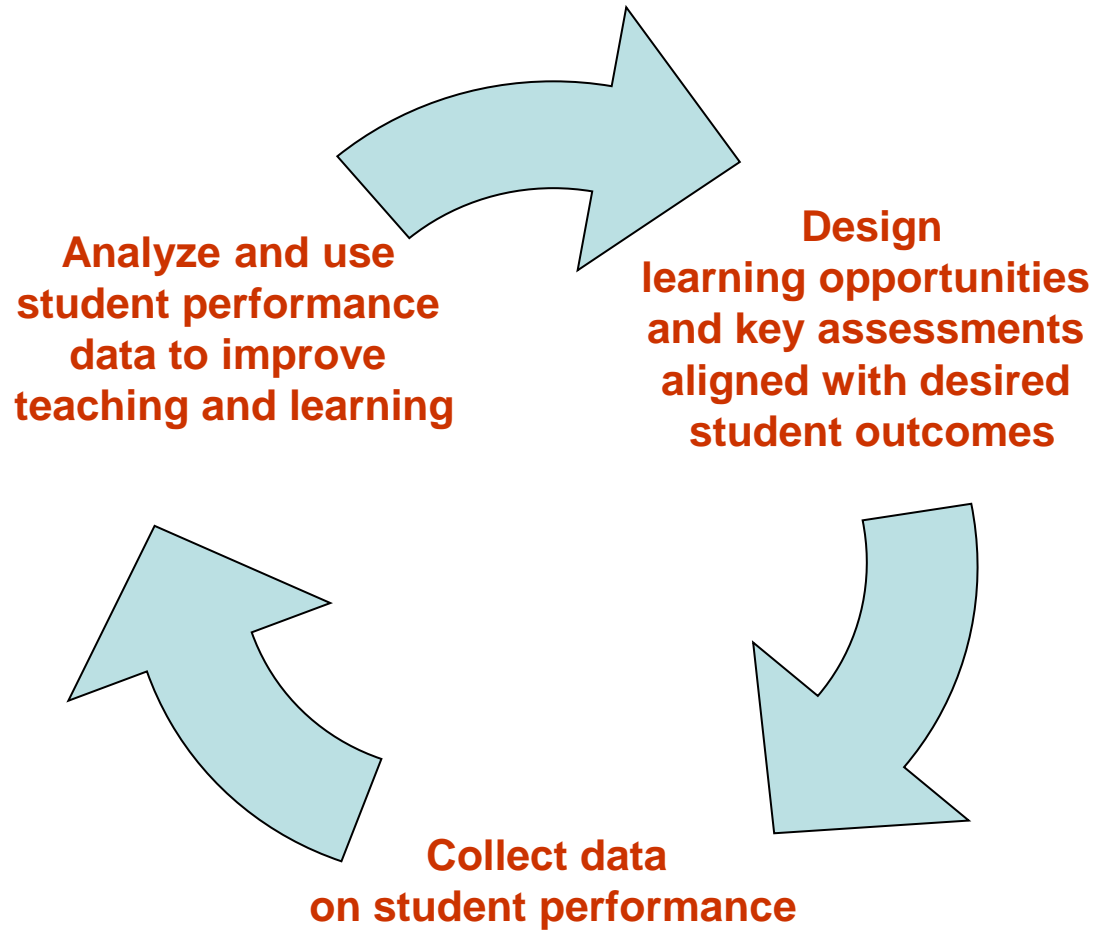 Analyze and use
student performance
data to improve
teaching and learning
Design
learning opportunities
and key assessments
aligned with desired
student outcomes
Collect data
on student performance